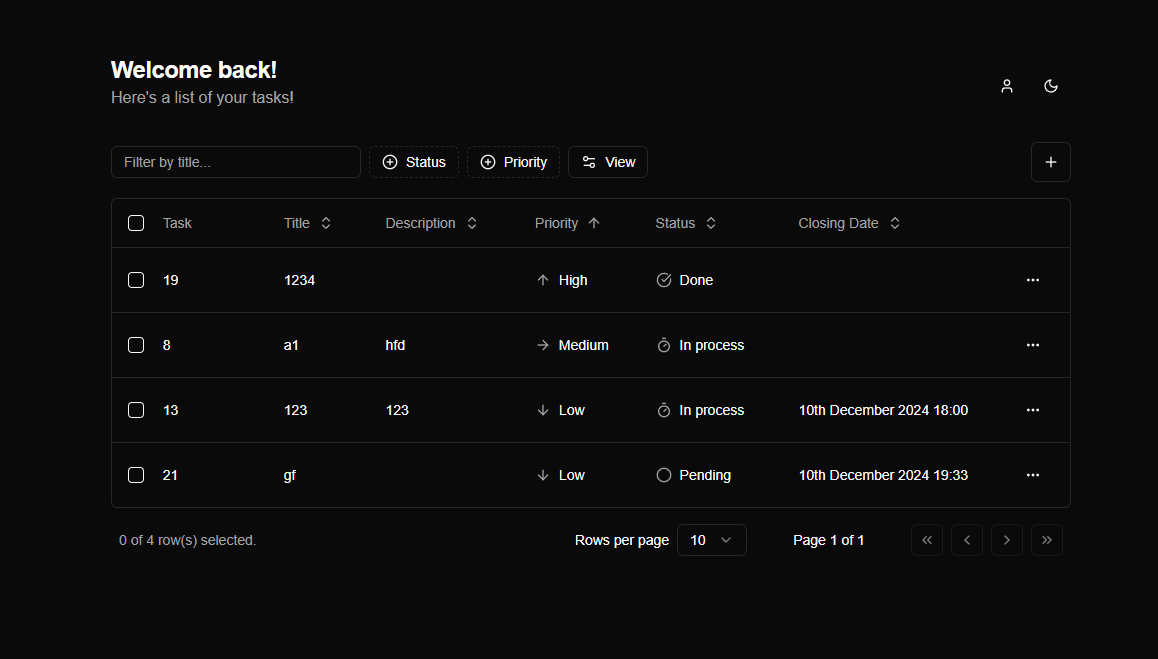 Welcome back!
Here's a list of your tasks!
Filter by title... Status Priority View
Task Title Description Priority Status Closing Date
19 1234 High Done
8 a1 hfd Medium In process
13 123 123 Low In process 10th December 2024 18:00
21 gf Low Pending 10th December 2024 19:33
0 of 4 row(s) selected. Rows per page 10 Page 1 of 1